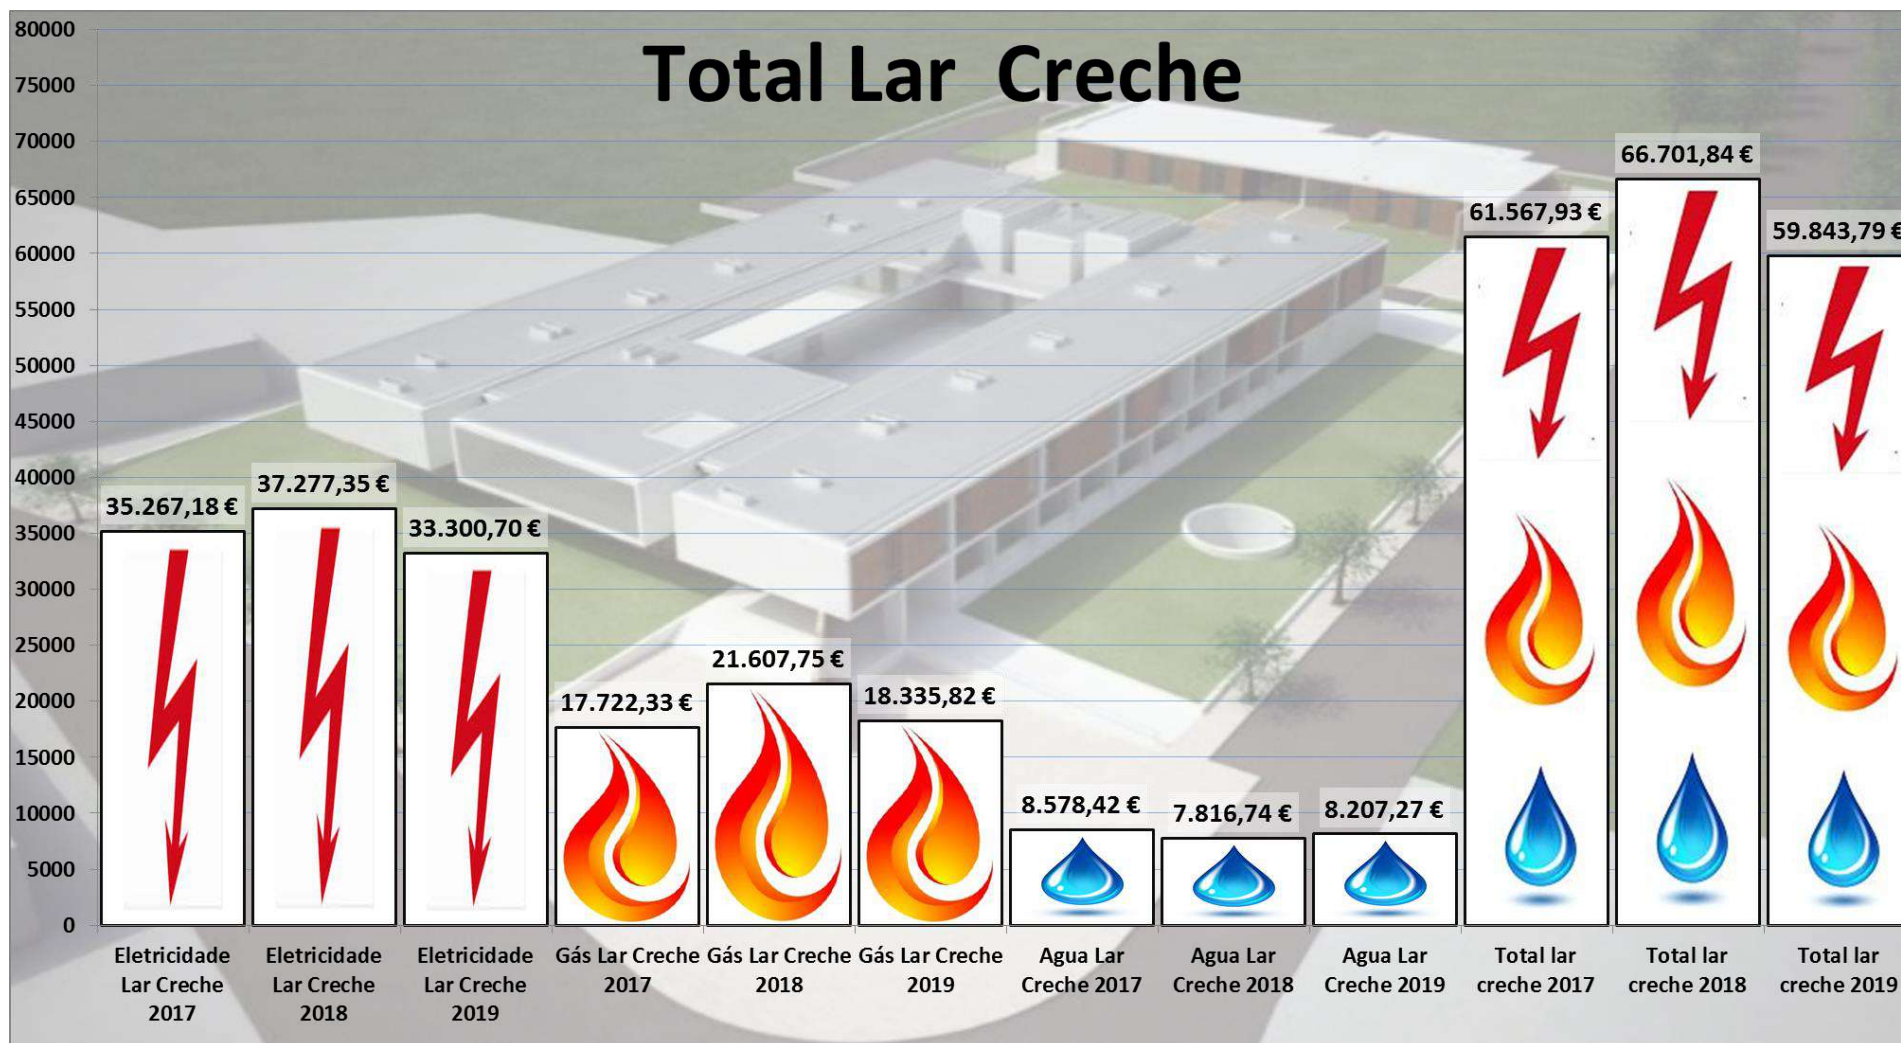 Total Lar  Creche
80000
75000
70000
65000
60000
55000
50000
45000
40000
35000
30000
25000
20000
15000
10000
5000
0
35.267,18 €
37.277,35 €
33.300,70 €
17.722,33 €
21.607,75 €
18.335,82 €
8.578,42 €
7.816,74 €
8.207,27 €
61.567,93 €
66.701,84 €
59.843,79 €
Eletricidade
Lar Creche
2017
Eletricidade
Lar Creche
2018
Eletricidade
Lar Creche
2019
Gás Lar Creche
2017
Gás Lar Creche
2018
Gás Lar Creche
2019
Agua Lar
Creche 2017
Agua Lar
Creche 2018
Agua Lar
Creche 2019
Total lar
creche 2017
Total lar
creche 2018
Total lar
creche 2019